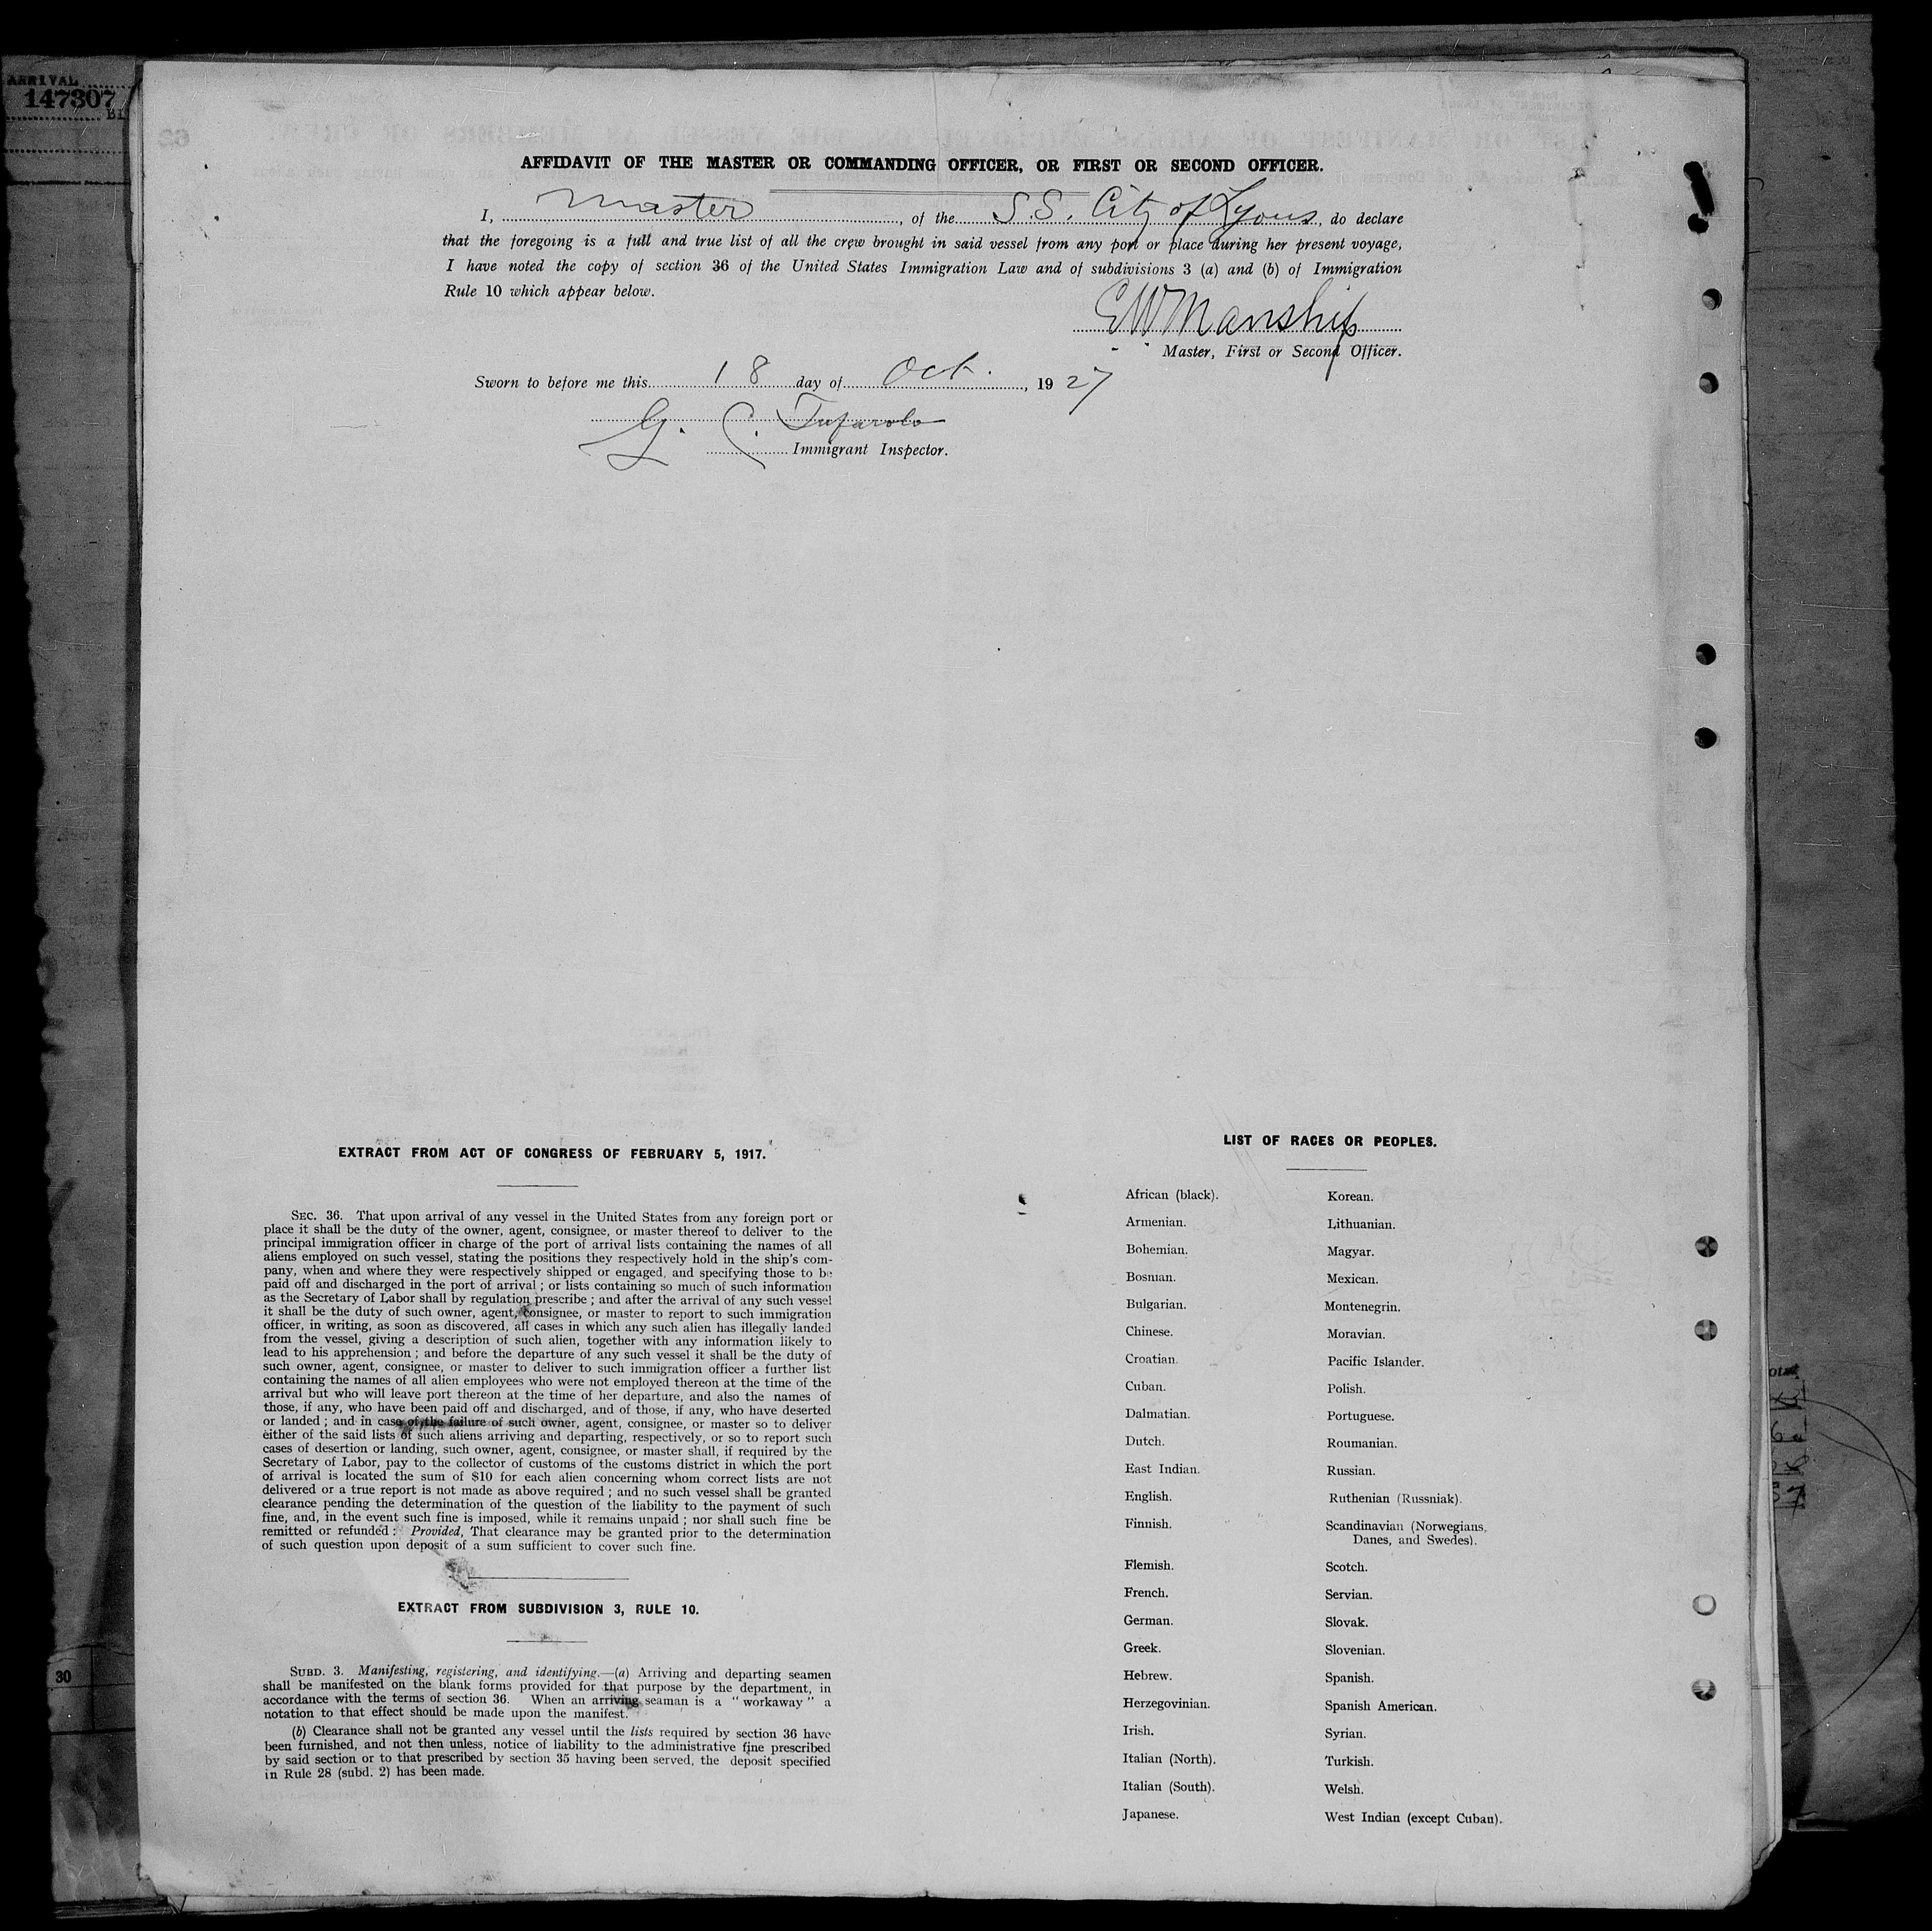 ARRIVAL
147307
AFFIDAVIT OF THE MASTER OR COMMANDING OFFICER, OR FIRST OR SECOND OFFICER.
I, Master, of the S.S. City of Lyons, do declare
that the foregoing is a full and true list of all the crew brought in said vessel from any port or place during her present voyage,
I have noted the copy of section 36 of the United States Immigration Law and of subdivisions 3 (a) and (b) of Immigration
Rule 10 which appear below.
E W Manship
Master, First or Second Officer.
Sworn to before me this 18 day of Oct., 1927
G. C.
Immigrant Inspector.
EXTRACT FROM ACT OF CONGRESS OF FEBRUARY 5, 1917.
SEC. 36. That upon arrival of any vessel in the United States from any foreign port or
place it shall be the duty of the owner, agent, consignee, or master thereof to deliver to the
principal immigration officer in charge of the port of arrival lists containing the names of all
aliens employed on such vessel, stating the positions they respectively hold in the ship's com-
pany, when and where they were respectively shipped or engaged, and specifying those to be
paid off and discharged in the port of arrival; or lists containing so much of such information
as the Secretary of Labor shall by regulation prescribe; and after the arrival of any such vessel
it shall be the duty of such owner, agent, consignee, or master to report to such immigration
officer, in writing, as soon as discovered, all cases in which any such alien has illegally landed
from the vessel, giving a description of such alien, together with any information likely to
lead to his apprehension; and before the departure of any such vessel it shall be the duty of
such owner, agent, consignee, or master to deliver to such immigration officer a further list
containing the names of all alien employees who were not employed thereon at the time of the
arrival but who will leave port thereon at the time of her departure, and also the names of
those, if any, who have been paid off and discharged, and of those, if any, who have deserted
or landed; and in case of the failure of such owner, agent, consignee, or master so to deliver
either of the said lists of such aliens arriving and departing, respectively, or so to report such
cases of desertion or landing, such owner, agent, consignee, or master shall, if required by the
Secretary of Labor, pay to the collector of customs of the customs district in which the port
of arrival is located the sum of $10 for each alien concerning whom correct lists are not
delivered or a true report is not made as above required; and no such vessel shall be granted
clearance pending the determination of the question of the liability to the payment of such
fine, and, in the event such fine is imposed, while it remains unpaid; nor shall such fine be
remitted or refunded: Provided, That clearance may be granted prior to the determination
of such question upon deposit of a sum sufficient to cover such fine.
EXTRACT FROM SUBDIVISION 3, RULE 10.
SUBD. 3. Manifesting, registering, and identifying.—(a) Arriving and departing seamen
shall be manifested on the blank forms provided for that purpose by the department, in
accordance with the terms of section 36. When an arriving seaman is a "workaway" a
notation to that effect should be made upon the manifest.
(b) Clearance shall not be granted any vessel until the lists required by section 36 have
been furnished, and not then unless, notice of liability to the administrative fine prescribed
by said section or to that prescribed by section 35 having been served, the deposit specified
in Rule 28 (subd. 2) has been made.
30
LIST OF RACES OR PEOPLES.
African (black).
Armenian.
Bohemian.
Bosnian.
Bulgarian.
Chinese.
Croatian.
Cuban.
Dalmatian.
Dutch.
East Indian.
English.
Finnish.
Flemish.
French.
German.
Greek.
Hebrew.
Herzegovinian.
Irish.
Italian (North).
Italian (South).
Japanese.
Korean.
Lithuanian.
Magyar.
Mexican.
Montenegrin.
Moravian.
Pacific Islander.
Polish.
Portuguese.
Roumanian.
Russian.
Ruthenian (Russniak).
Scandinavian (Norwegians,
Danes, and Swedes).
Scotch.
Servian.
Slovak.
Slovenian.
Spanish.
Spanish American.
Syrian.
Turkish.
Welsh.
West Indian (except Cuban).